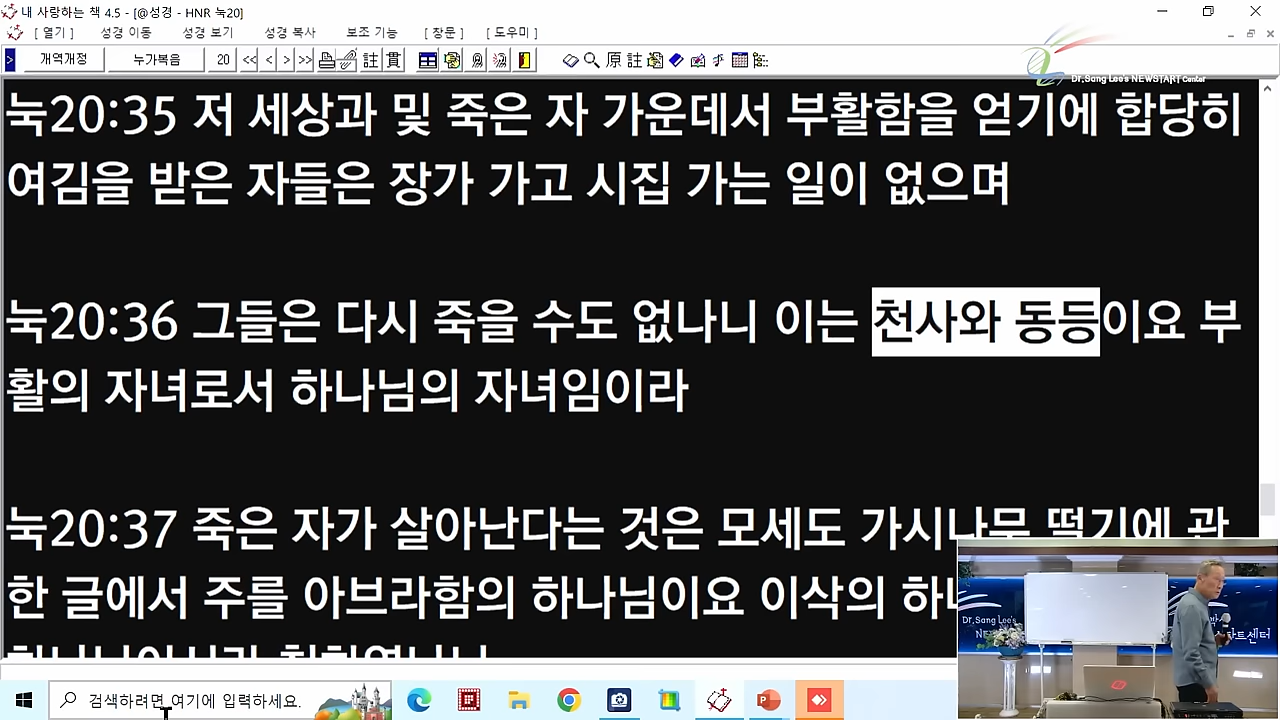 내 사랑하는 책 4.5 - [@성경 - HNR 눅20]
[ 열기 ] 성경 이동 성경 보기 성경 복사 보조 기능 [ 창문 ] [ 도우미 ]
> 개역개정 누가복음 20 << < > >> 註 貫 原 註
Dr.Sang Lee's NEWSTART Center
눅20:35 저 세상과 및 죽은 자 가운데서 부활함을 얻기에 합당히
여김을 받은 자들은 장가 가고 시집 가는 일이 없으며
눅20:36 그들은 다시 죽을 수도 없나니 이는 천사와 동등이요 부
활의 자녀로서 하나님의 자녀임이라
눅20:37 죽은 자가 살아난다는 것은 모세도 가시나무 떨기에 관
한 글에서 주를 아브라함의 하나님이요 이삭의
Dr.Sang Lee's
검색하려면 여기에 입력하세요.